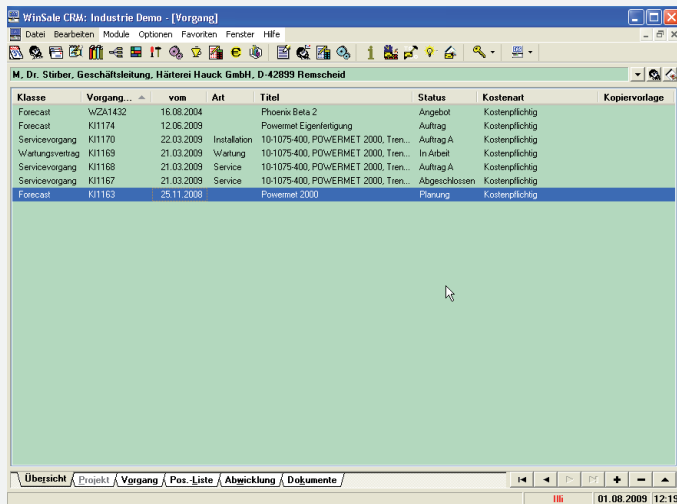 WinSale CRM: Industrie Demo - [Vorgang]
Datei Bearbeiten Module Optionen Favoriten Fenster Hilfe
M, Dr. Stirber, Geschäftsleitung, Härterei Hauck GmbH, D-42899 Remscheid
Klasse Vorgang... vom Art Titel Status Kostenart Kopiervorlage
Forecast WZA1432 16.08.2004 Phoenix Beta 2 Angebot Kostenpflichtig
Forecast KI1174 12.06.2009 Powermet Eigenfertigung Auftrag Kostenpflichtig
Servicevorgang KI1170 22.03.2009 Installation 10-1075-400, POWERMET 2000, Tren... Auftrag A Kostenpflichtig
Wartungsvertrag KI1169 21.03.2009 Wartung 10-1075-400, POWERMET 2000, Tren... In Arbeit Kostenpflichtig
Servicevorgang KI1168 21.03.2009 Service 10-1075-400, POWERMET 2000, Tren... Auftrag A Kostenpflichtig
Servicevorgang KI1167 21.03.2009 Service 10-1075-400, POWERMET 2000, Tren... Abgeschlossen Kostenpflichtig
Forecast KI1163 25.11.2008 Powermet 2000 Planung Kostenpflichtig
Übersicht Projekt Vorgang Pos.-Liste Abwicklung Dokumente
01.08.2009 12:19